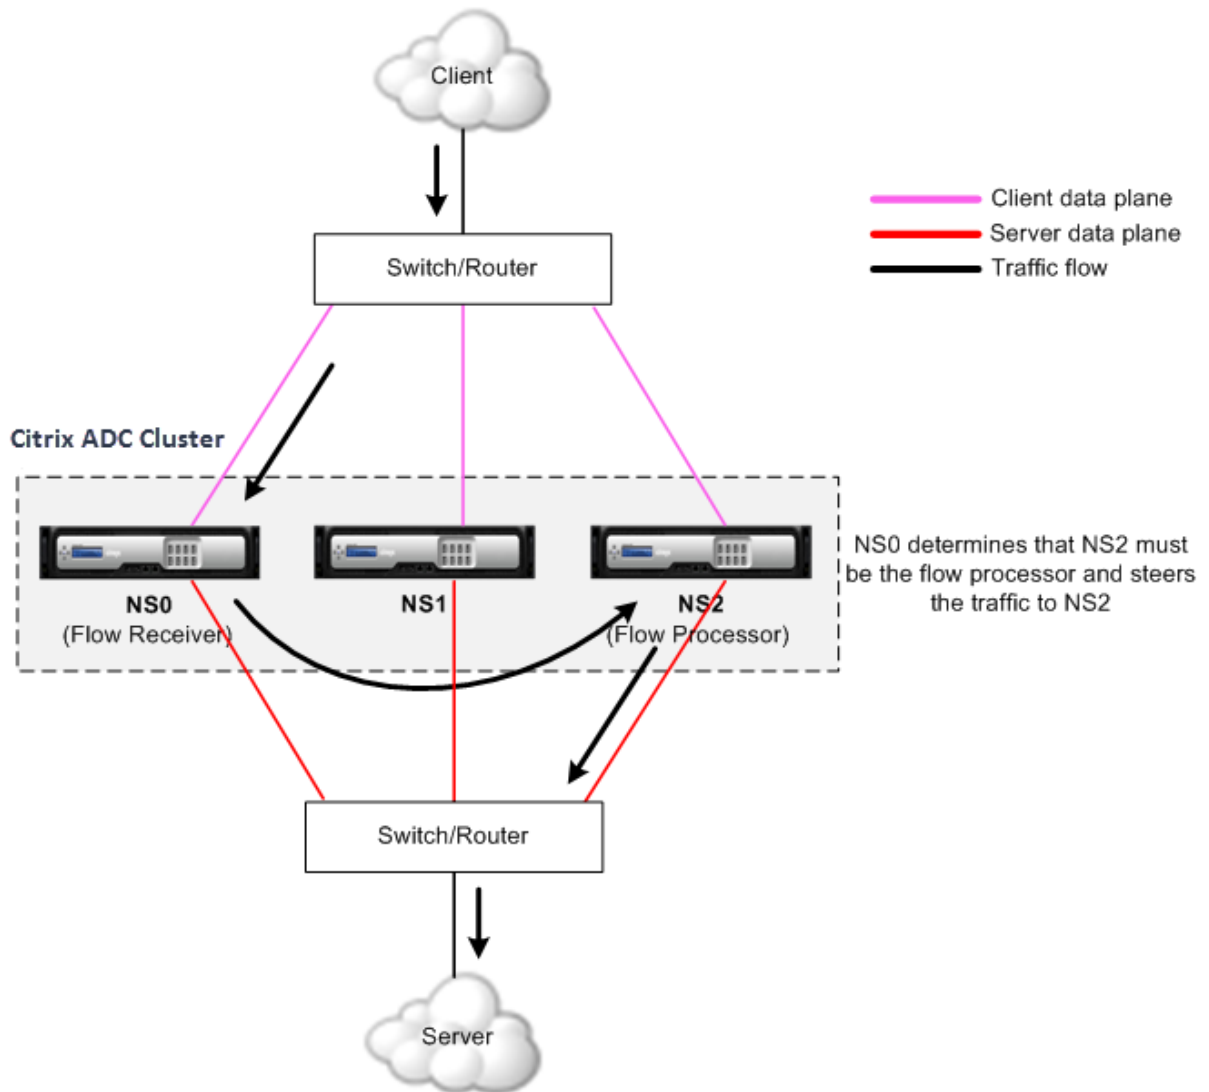 Client
Client data plane
Server data plane
Traffic flow
Switch/Router
Citrix ADC Cluster
NS0
(Flow Receiver)
NS1
NS2
(Flow Processor)
NS0 determines that NS2 must
be the flow processor and steers
the traffic to NS2
Switch/Router
Server